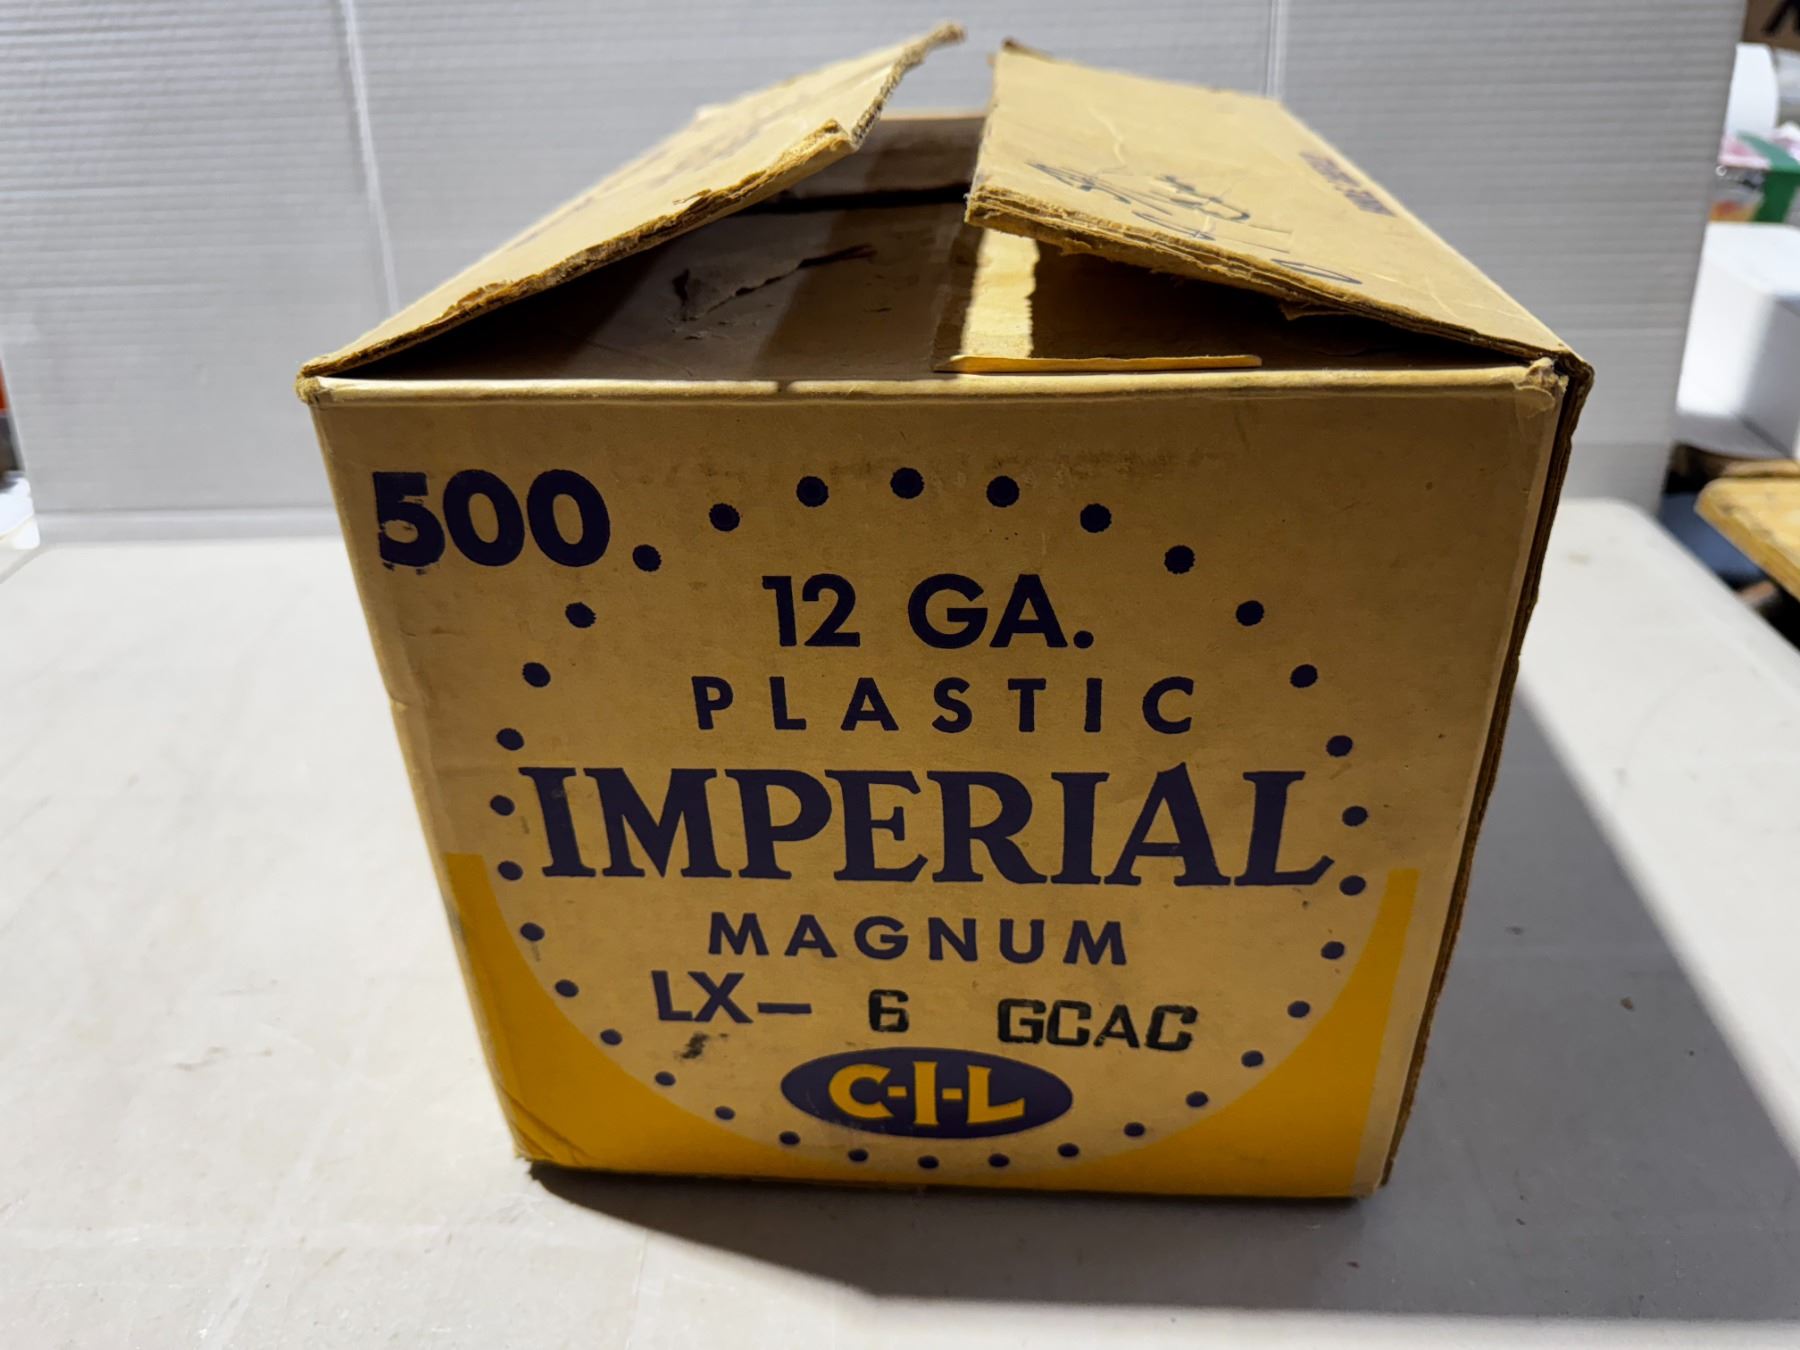 500
12 GA.
PLASTIC
IMPERIAL
MAGNUM
LX— 6 GCAC
C-I-L